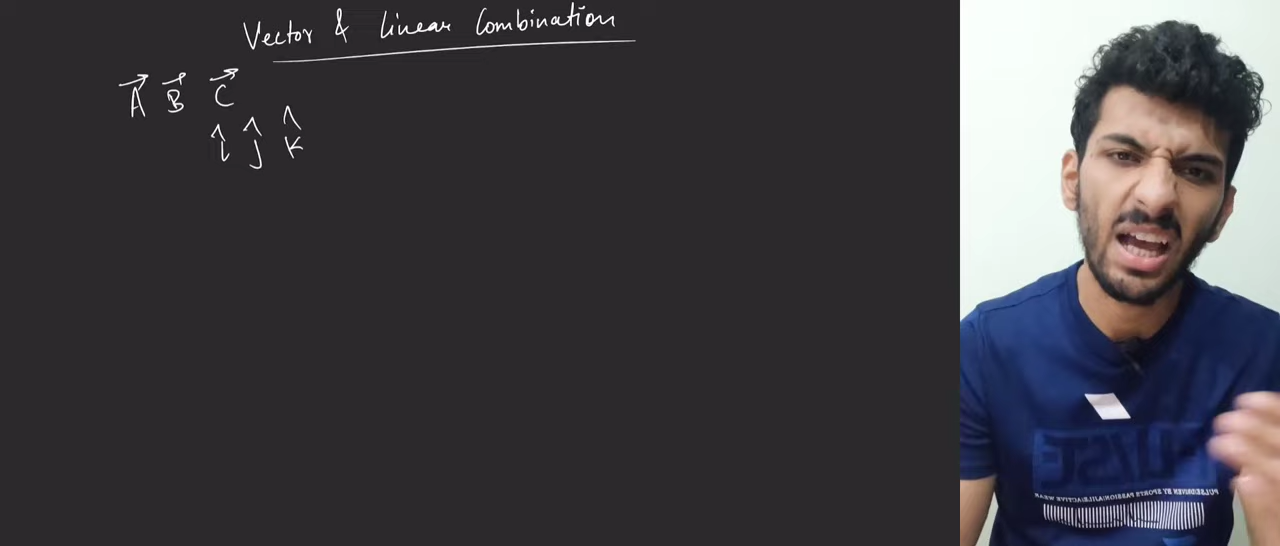 Vector & Linear Combination
A⃗ B⃗ C⃗
î ĵ k̂